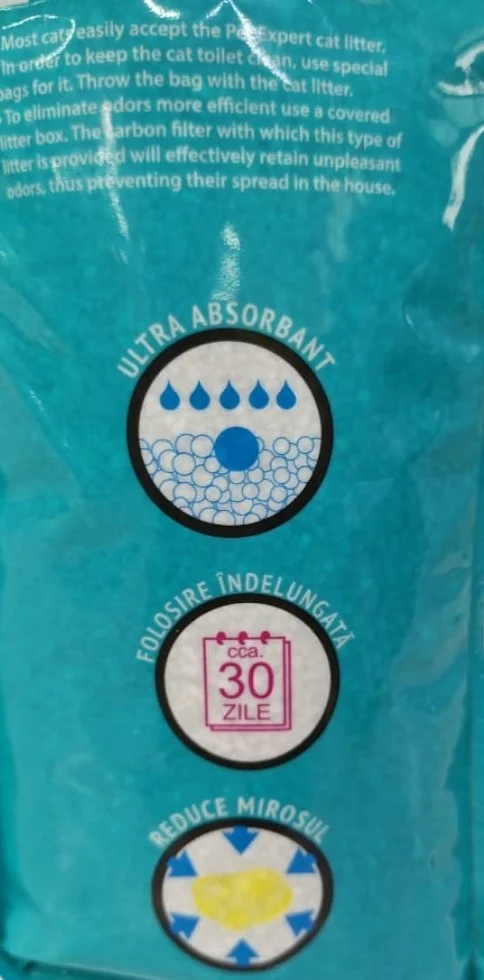 Most cats easily accept the PetExpert cat litter.
In order to keep the cat toilet clean, use special
bags for it. Throw the bag with the cat litter.
To eliminate odors more efficient use a covered
litter box. The carbon filter with which this type of
litter is provided will effectively retain unpleasant
odors, thus preventing their spread in the house.
ULTRA ABSORBANT
FOLOSIRE ÎNDELUNGATĂ
cca.
30
ZILE
REDUCE MIROSUL